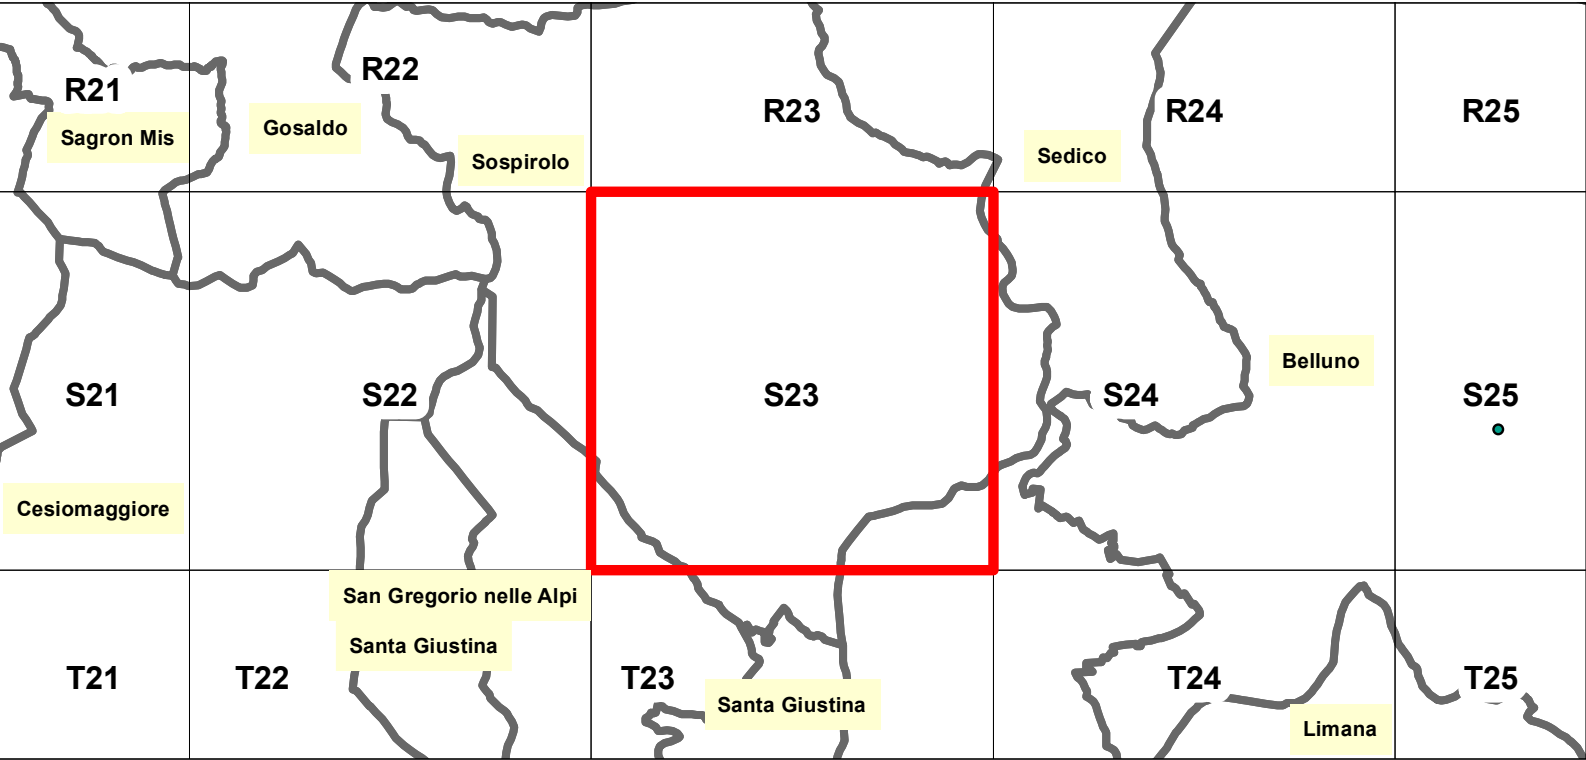 R21
R22
R23
R24
R25
Sagron Mis
Gosaldo
Sospirolo
Sedico
Belluno
S21
S22
S23
S24
S25
Cesiomaggiore
San Gregorio nelle Alpi
Santa Giustina
T21
T22
T23
T24
T25
Santa Giustina
Limana